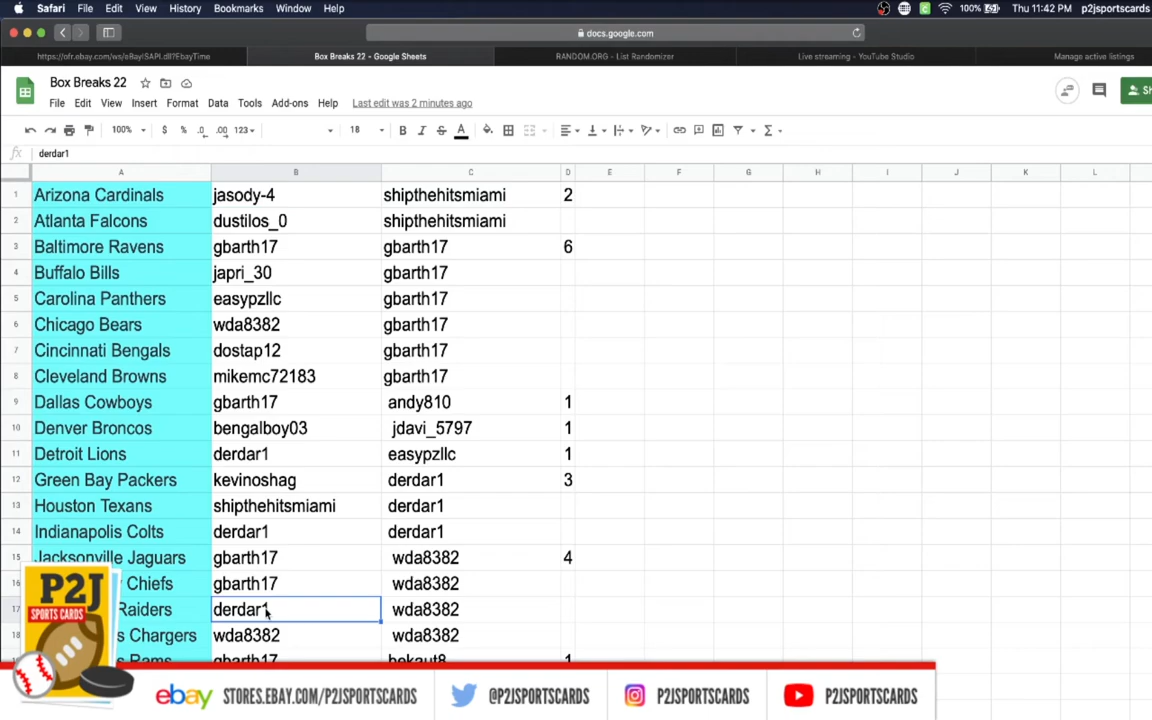 Safari File Edit View History Bookmarks Window Help 100% Thu 11:42 PM p2jsportscards
docs.google.com
https://ofr.ebay.com/ws/eBayISAPI.dll?EbayTime Box Breaks 22 - Google Sheets RANDOM.ORG - List Randomizer Live streaming - YouTube Studio Manage active listings
Box Breaks 22
File Edit View Insert Format Data Tools Add-ons Help Last edit was 2 minutes ago
100% $ % .0 .00 123 18 B I S A
fx derdar1
A B C D E F G H I J K L
1 Arizona Cardinals jasody-4 shipthehitsmiami 2
2 Atlanta Falcons dustilos_0 shipthehitsmiami
3 Baltimore Ravens gbarth17 gbarth17 6
4 Buffalo Bills japri_30 gbarth17
5 Carolina Panthers easypzllc gbarth17
6 Chicago Bears wda8382 gbarth17
7 Cincinnati Bengals dostap12 gbarth17
8 Cleveland Browns mikemc72183 gbarth17
9 Dallas Cowboys gbarth17 andy810 1
10 Denver Broncos bengalboy03 jdavi_5797 1
11 Detroit Lions derdar1 easypzllc 1
12 Green Bay Packers kevinoshag derdar1 3
13 Houston Texans shipthehitsmiami derdar1
14 Indianapolis Colts derdar1 derdar1
15 Jacksonville Jaguars gbarth17 wda8382 4
16 Chiefs gbarth17 wda8382
17 Raiders derdar1 wda8382
18 s Chargers wda8382 wda8382
Rams gbarth17 bekaut8 1
P2J
SPORTS CARDS
ebay STORES.EBAY.COM/P2JSPORTSCARDS @P2JSPORTSCARDS P2JSPORTSCARDS P2JSPORTSCARDS